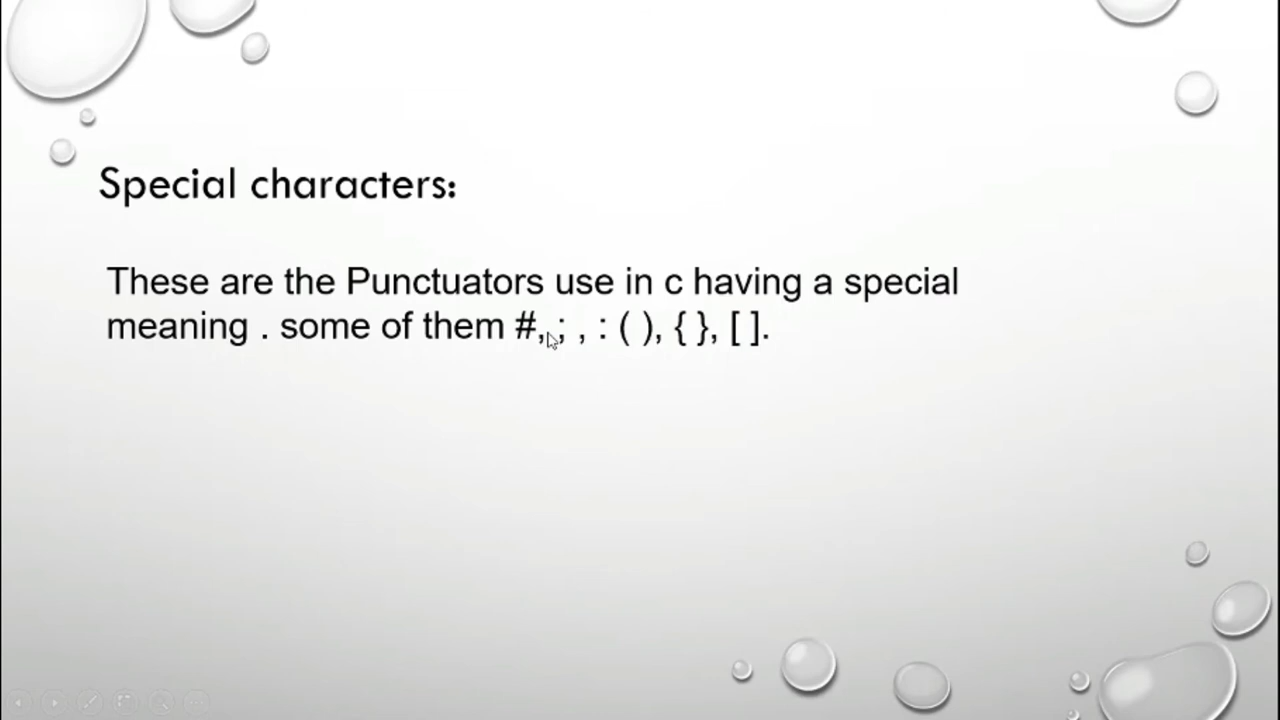 Special characters:
These are the Punctuators use in c having a special
meaning . some of them #, ; , : ( ), { }, [ ].